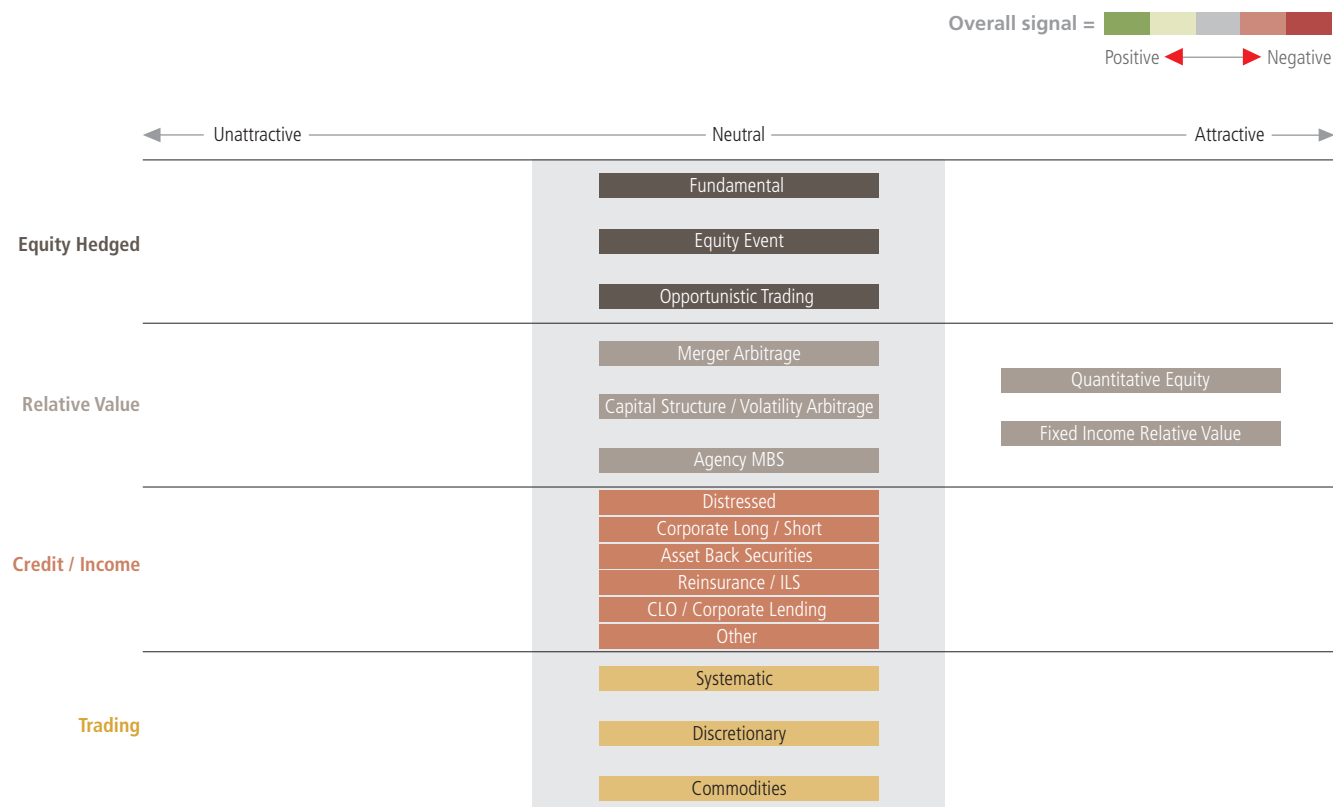 Overall signal =
Positive Negative
Unattractive Neutral Attractive
Equity Hedged
Fundamental
Equity Event
Opportunistic Trading
Relative Value
Merger Arbitrage
Quantitative Equity
Capital Structure / Volatility Arbitrage
Fixed Income Relative Value
Agency MBS
Credit / Income
Distressed
Corporate Long / Short
Asset Back Securities
Reinsurance / ILS
CLO / Corporate Lending
Other
Trading
Systematic
Discretionary
Commodities